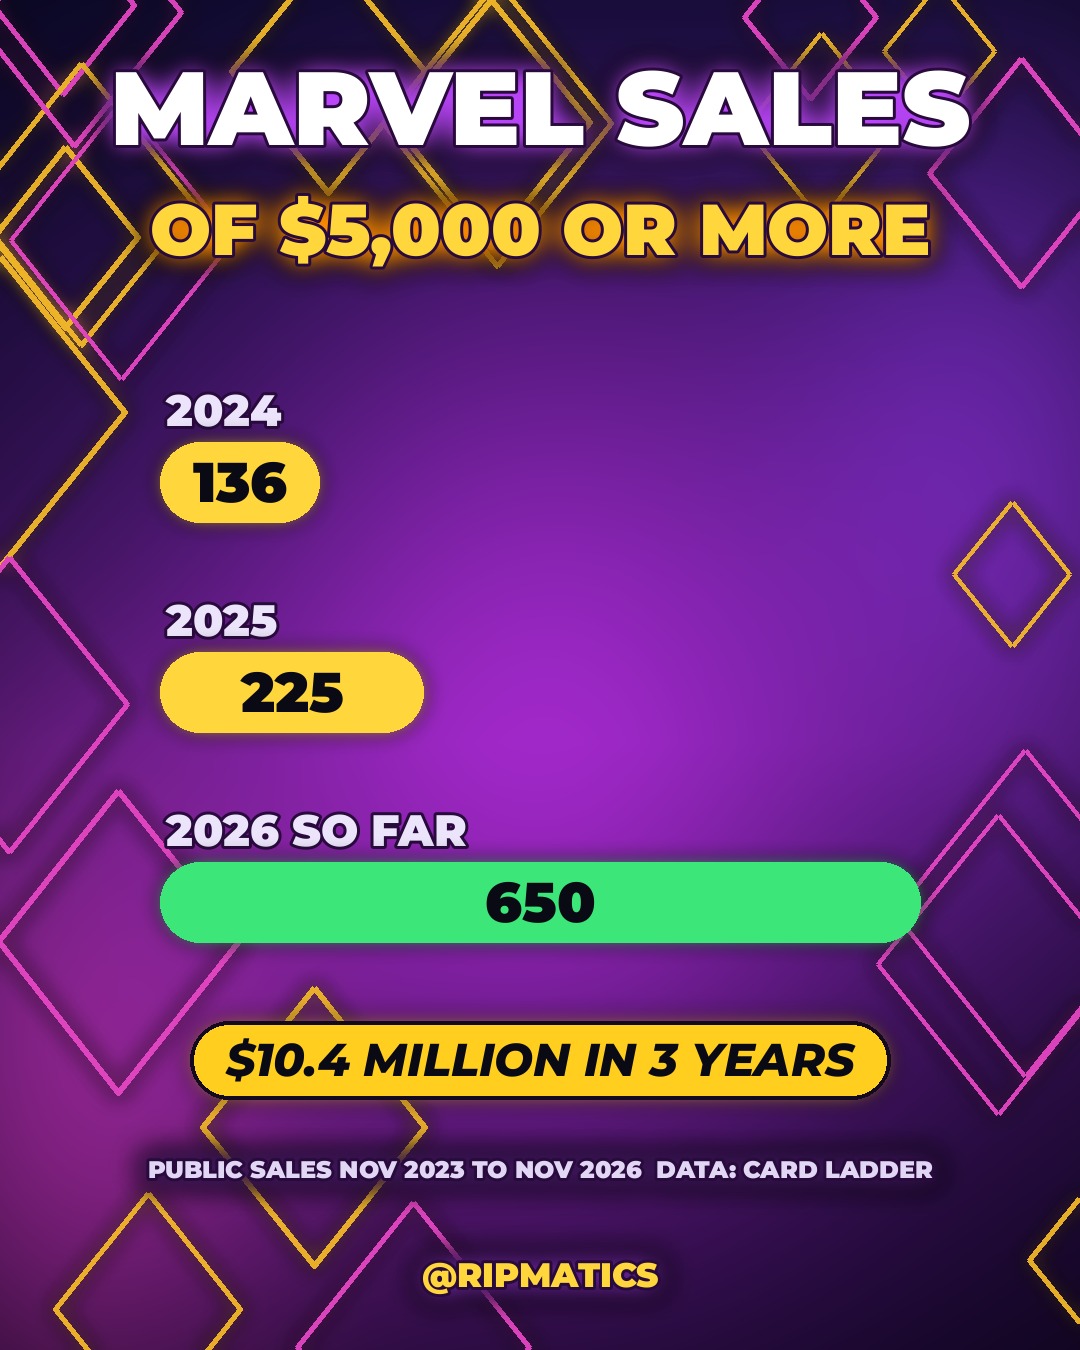 MARVEL SALES
OF $5,000 OR MORE
2024
136
2025
225
2026 SO FAR
650
$10.4 MILLION IN 3 YEARS
PUBLIC SALES NOV 2023 TO NOV 2026 DATA: CARD LADDER
@RIPMATICS